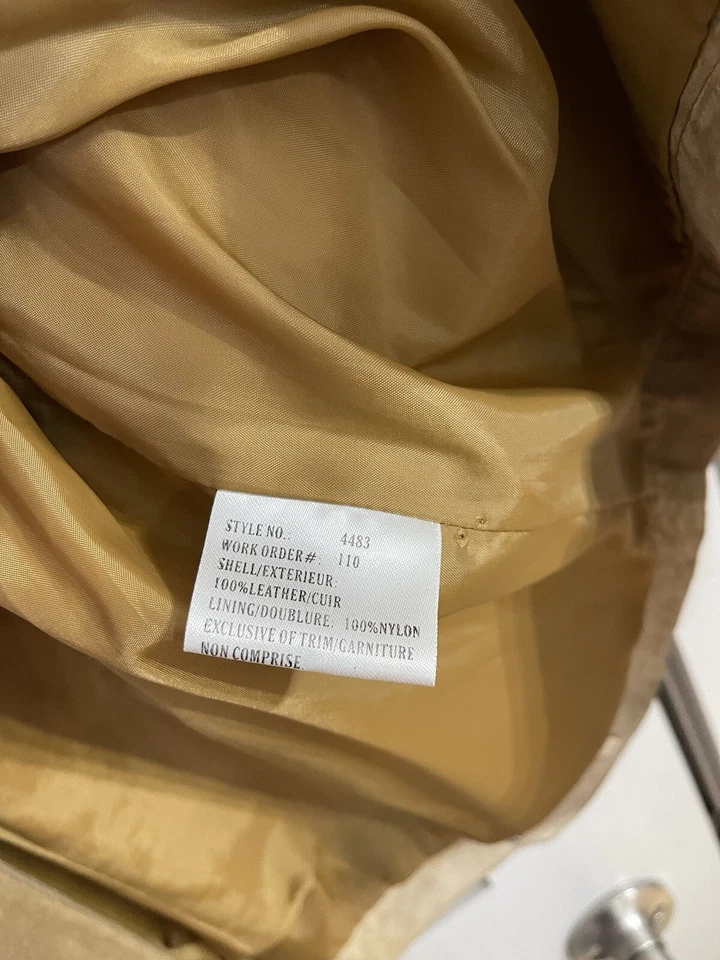 STYLE NO.: 4483
WORK ORDER#: 110
SHELL/EXTERIEUR:
100%LEATHER/CUIR
LINING/DOUBLURE: 100%NYLON
EXCLUSIVE OF TRIM/GARNITURE
NON COMPRISE